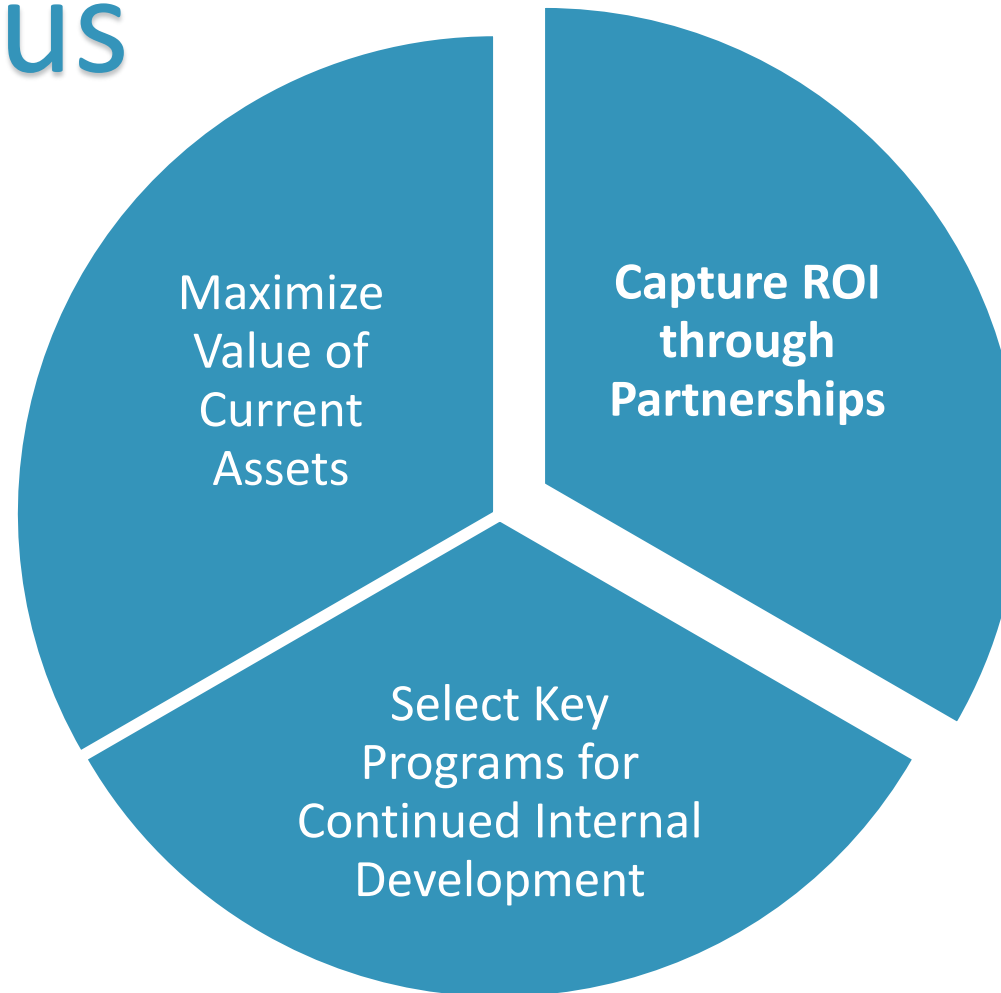 us
Maximize
Value of
Current
Assets
Capture ROI
through
Partnerships
Select Key
Programs for
Continued Internal
Development